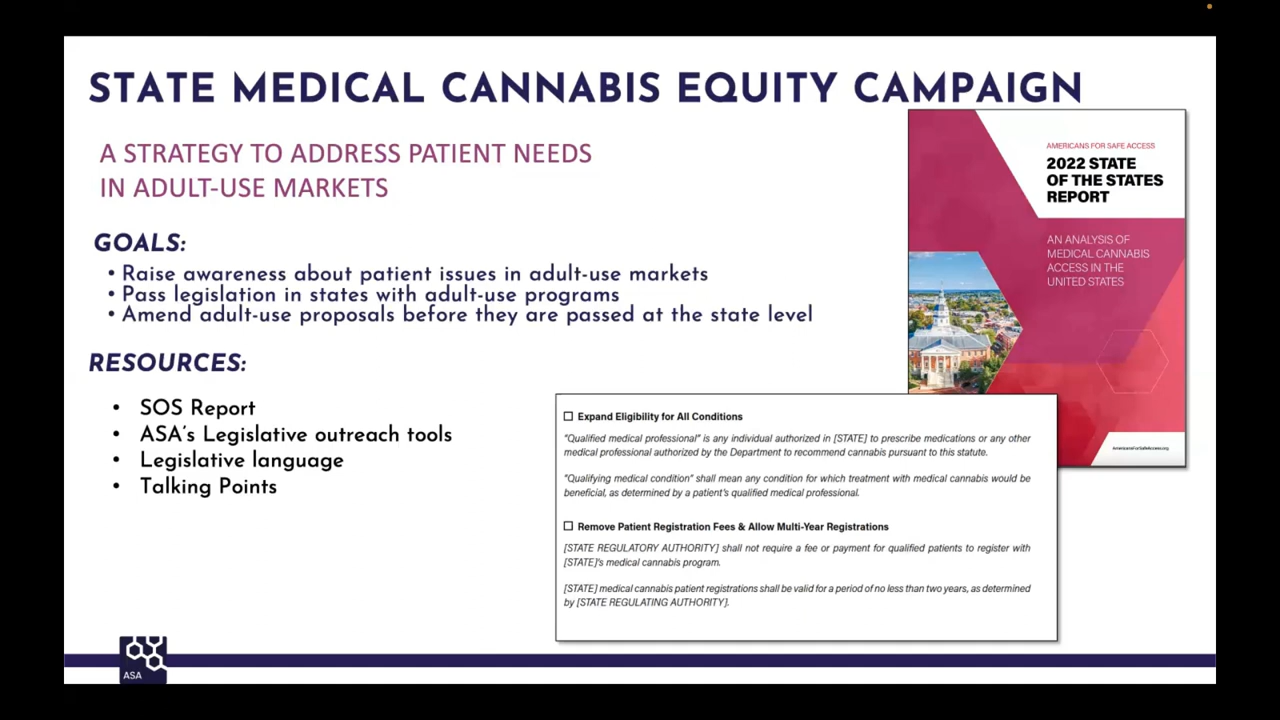 STATE MEDICAL CANNABIS EQUITY CAMPAIGN
A STRATEGY TO ADDRESS PATIENT NEEDS
IN ADULT-USE MARKETS
GOALS:
• Raise awareness about patient issues in adult-use markets
• Pass legislation in states with adult-use programs
• Amend adult-use proposals before they are passed at the state level
RESOURCES:
• SOS Report
• ASA's Legislative outreach tools
• Legislative language
• Talking Points
AMERICANS FOR SAFE ACCESS
2022 STATE
OF THE STATES
REPORT
AN ANALYSIS OF
MEDICAL CANNABIS
ACCESS IN THE
UNITED STATES
AmericansForSafeAccess.org
☐ Expand Eligibility for All Conditions
"Qualified medical professional" is any individual authorized in [STATE] to prescribe medications or any other
medical professional authorized by the Department to recommend cannabis pursuant to this statute.
"Qualifying medical condition" shall mean any condition for which treatment with medical cannabis would be
beneficial, as determined by a patient's qualified medical professional.
☐ Remove Patient Registration Fees & Allow Multi-Year Registrations
[STATE REGULATORY AUTHORITY] shall not require a fee or payment for qualified patients to register with
[STATE]'s medical cannabis program.
[STATE] medical cannabis patient registrations shall be valid for a period of no less than two years, as determined
by [STATE REGULATING AUTHORITY].
ASA